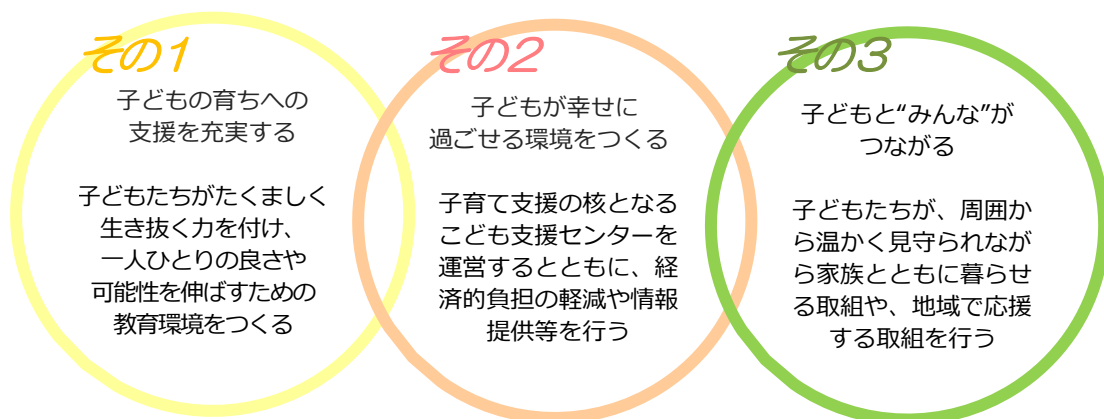 その１
子どもの育ちへの
支援を充実する
子どもたちがたくましく
生き抜く力を付け、
一人ひとりの良さや
可能性を伸ばすための
教育環境をつくる
その２
子どもが幸せに
過ごせる環境をつくる
子育て支援の核となる
こども支援センターを
運営するとともに、経
済的負担の軽減や情報
提供等を行う
その３
子どもと“みんな”が
つながる
子どもたちが、周囲か
ら温かく見守られなが
ら家族とともに暮らせ
る取組や、地域で応援
する取組を行う